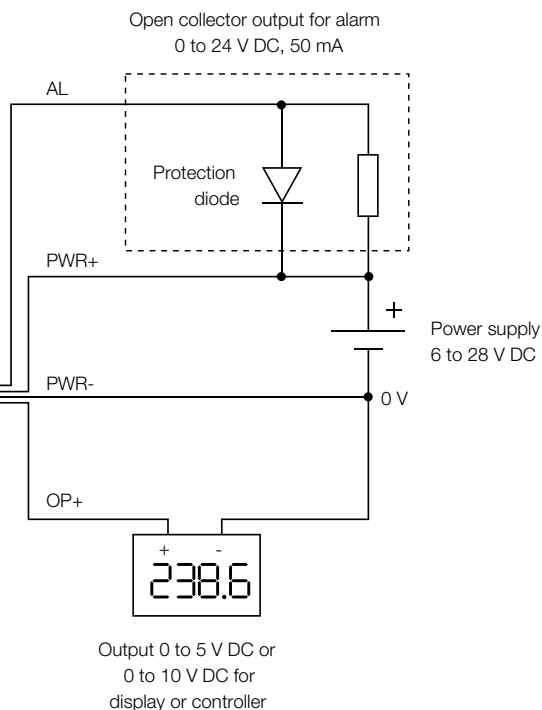 Open collector output for alarm
0 to 24 V DC, 50 mA
AL
Protection
diode
PWR+
+
Power supply
6 to 28 V DC
PWR-
0 V
OP+
+ -
238.6
Output 0 to 5 V DC or
0 to 10 V DC for
display or controller